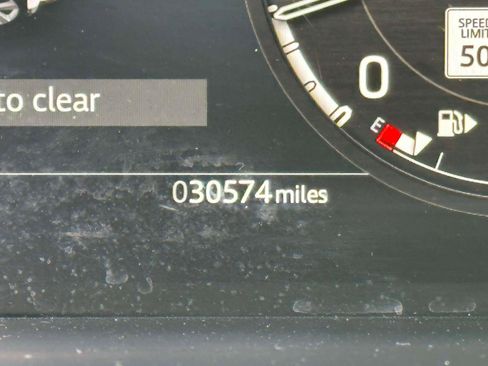 SPEED
LIMIT
50
0
to clear
E
030574 miles